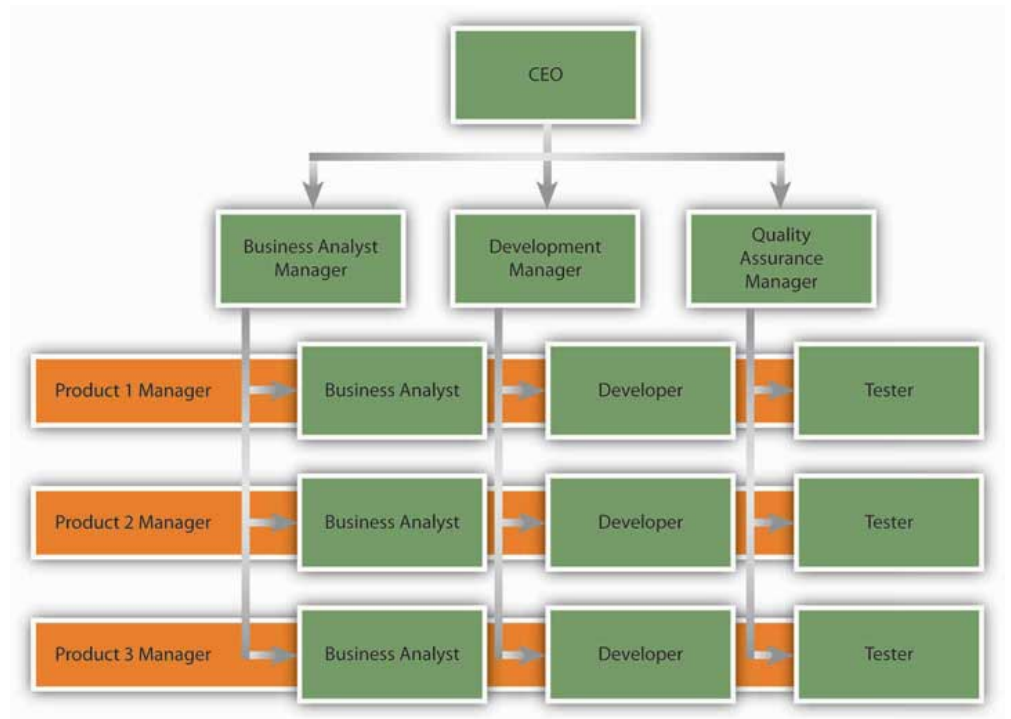 CEO
Business Analyst
Manager
Development
Manager
Quality
Assurance
Manager
Product 1 Manager
Business Analyst
Developer
Tester
Product 2 Manager
Business Analyst
Developer
Tester
Product 3 Manager
Business Analyst
Developer
Tester